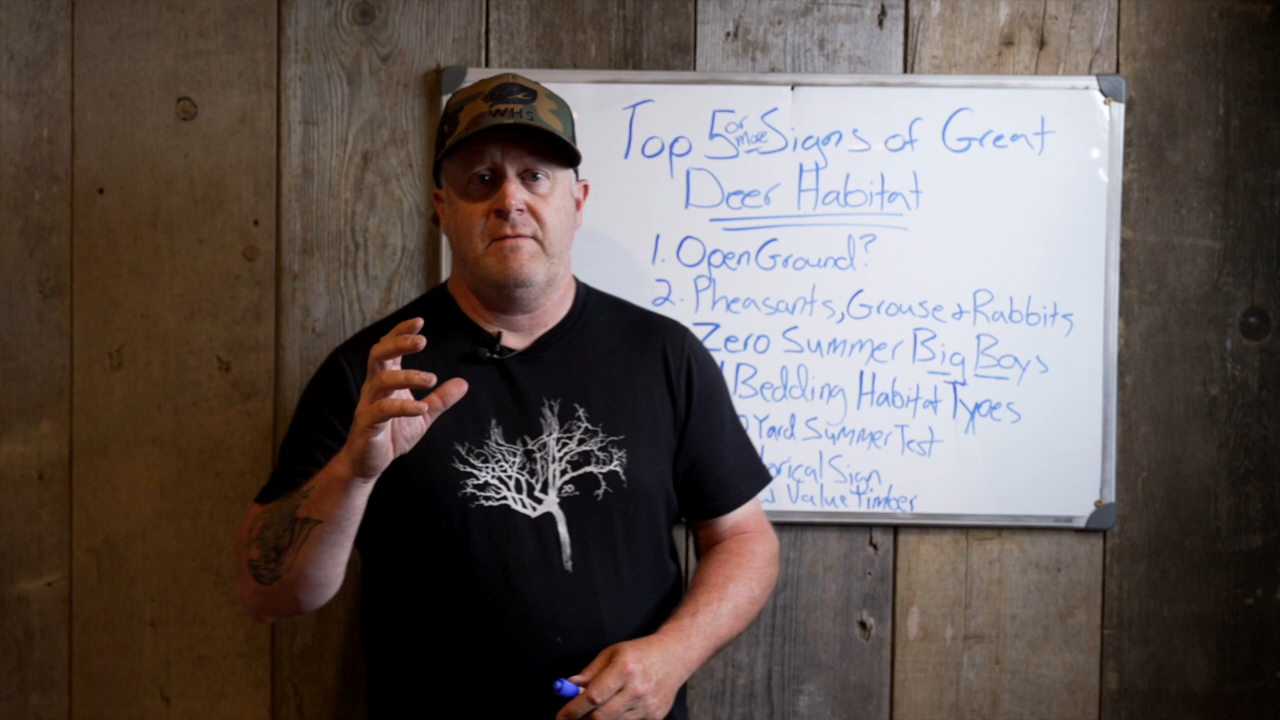 WHS
Top 5 or more Signs of Great
Deer Habitat
1. Open Ground?
2. Pheasants, Grouse & Rabbits
Zero Summer Big Boys
Bedding Habitat Types
Yard Summer Test
orical Sign
Value Timber